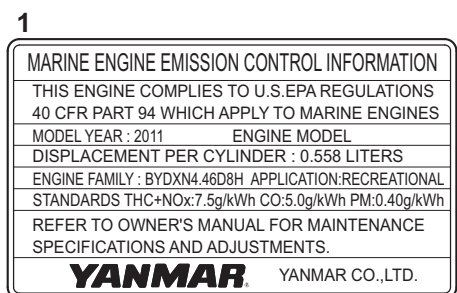 1
MARINE ENGINE EMISSION CONTROL INFORMATION
THIS ENGINE COMPLIES TO U.S.EPA REGULATIONS
40 CFR PART 94 WHICH APPLY TO MARINE ENGINES
MODEL YEAR : 2011 ENGINE MODEL
DISPLACEMENT PER CYLINDER : 0.558 LITERS
ENGINE FAMILY : BYDXN4.46D8H APPLICATION:RECREATIONAL
STANDARDS THC+NOx:7.5g/kWh CO:5.0g/kWh PM:0.40g/kWh
REFER TO OWNER'S MANUAL FOR MAINTENANCE
SPECIFICATIONS AND ADJUSTMENTS.
YANMAR. YANMAR CO.,LTD.